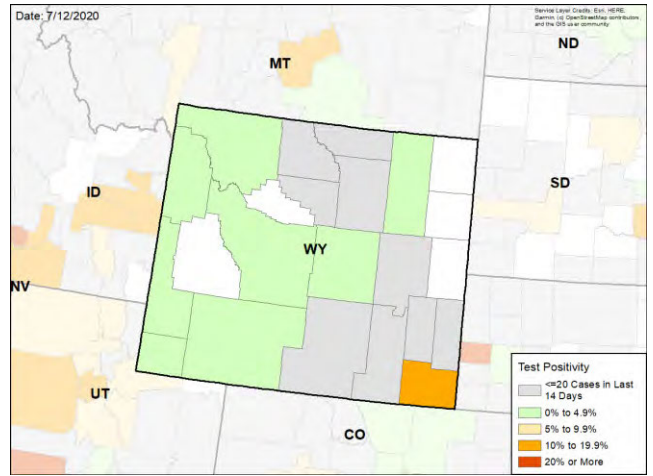 Date: 7/12/2020
Service Layer Credits: Esri, HERE,
Garmin, (c) OpenStreetMap contributors,
and the GIS user community
ND
MT
ID
SD
WY
NV
UT
CO
Test Positivity
<=20 Cases in Last
14 Days
0% to 4.9%
5% to 9.9%
10% to 19.9%
20% or More